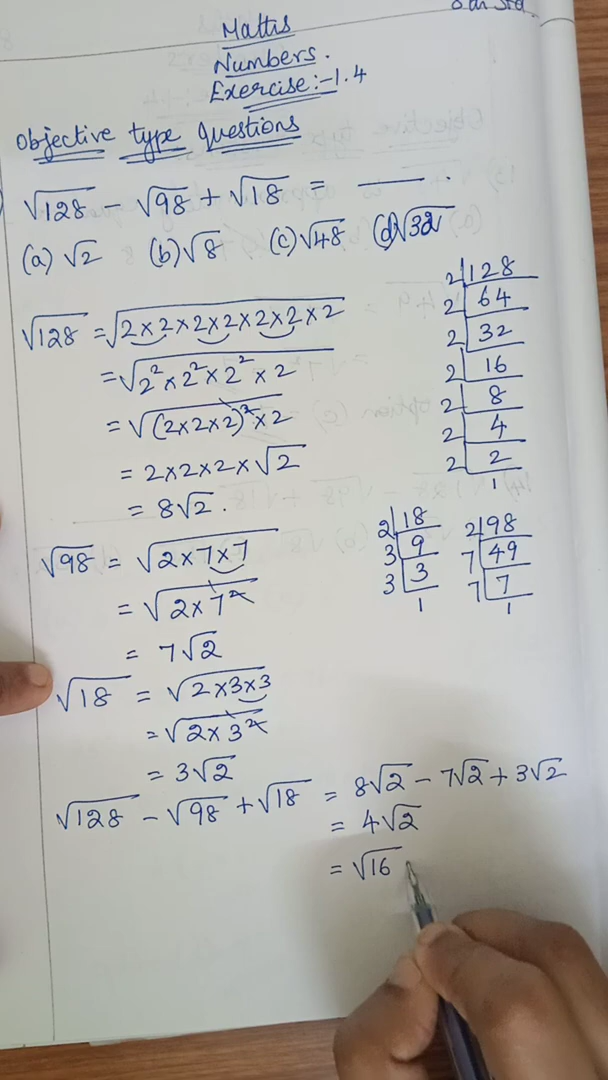 8th Std.
Maths
Numbers.
Exercise:-1.4
Objective type questions
√128 - √98 + √18 = ____.
(a) √2 (b) √8 (c) √48 (d) √32
√128 = √2×2×2×2×2×2×2
= √2²×2²×2²×2
= √(2×2×2)²×2
= 2×2×2×√2
= 8√2.
2|128
2|64
2|32
2|16
2|8
2|4
2|2
1
√98 = √2×7×7
= √2×7²
= 7√2
2|18
3|9
3|3
1
2|98
7|49
7|7
1
√18 = √2×3×3
= √2×3²
= 3√2
√128 - √98 + √18 = 8√2 - 7√2 + 3√2
= 4√2
= √16